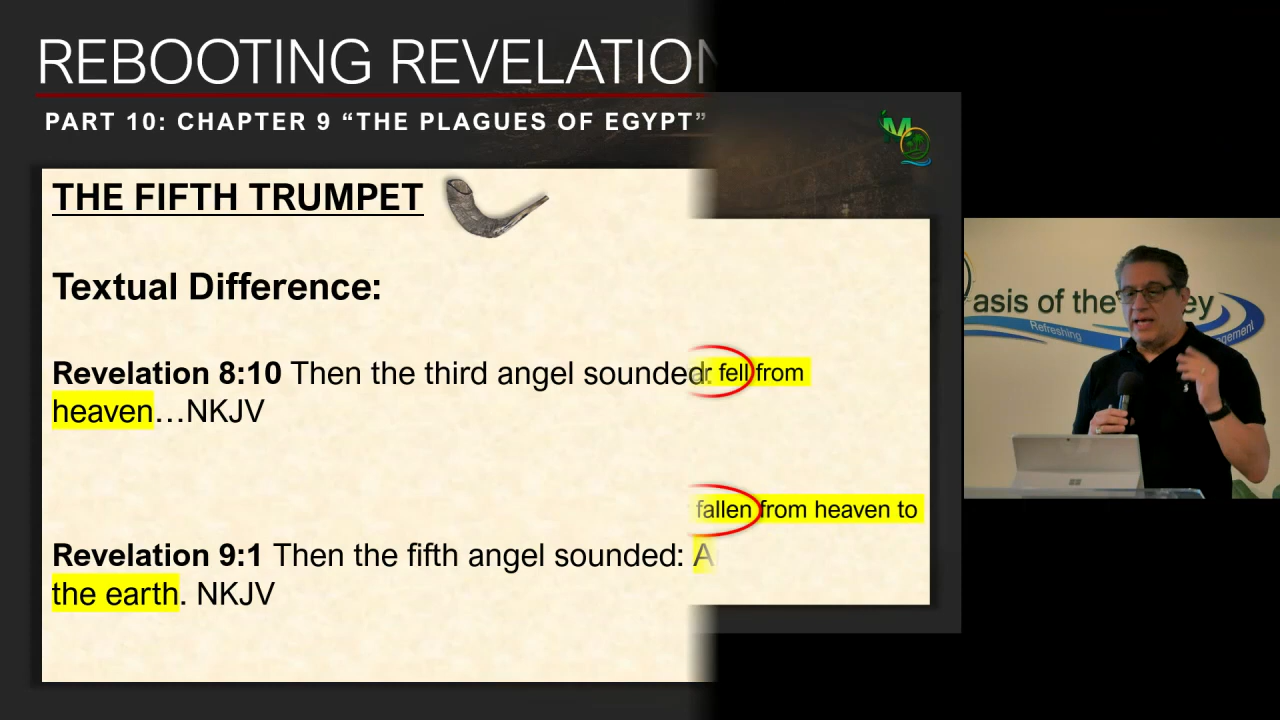 REBOOTING REVELATION
PART 10: CHAPTER 9 “THE PLAGUES OF EGYPT”
THE FIFTH TRUMPET
Textual Difference:
Revelation 8:10 Then the third angel sounded: fell from
heaven…NKJV
fallen from heaven to
Revelation 9:1 Then the fifth angel sounded: A
the earth. NKJV
asis of the
Refreshing